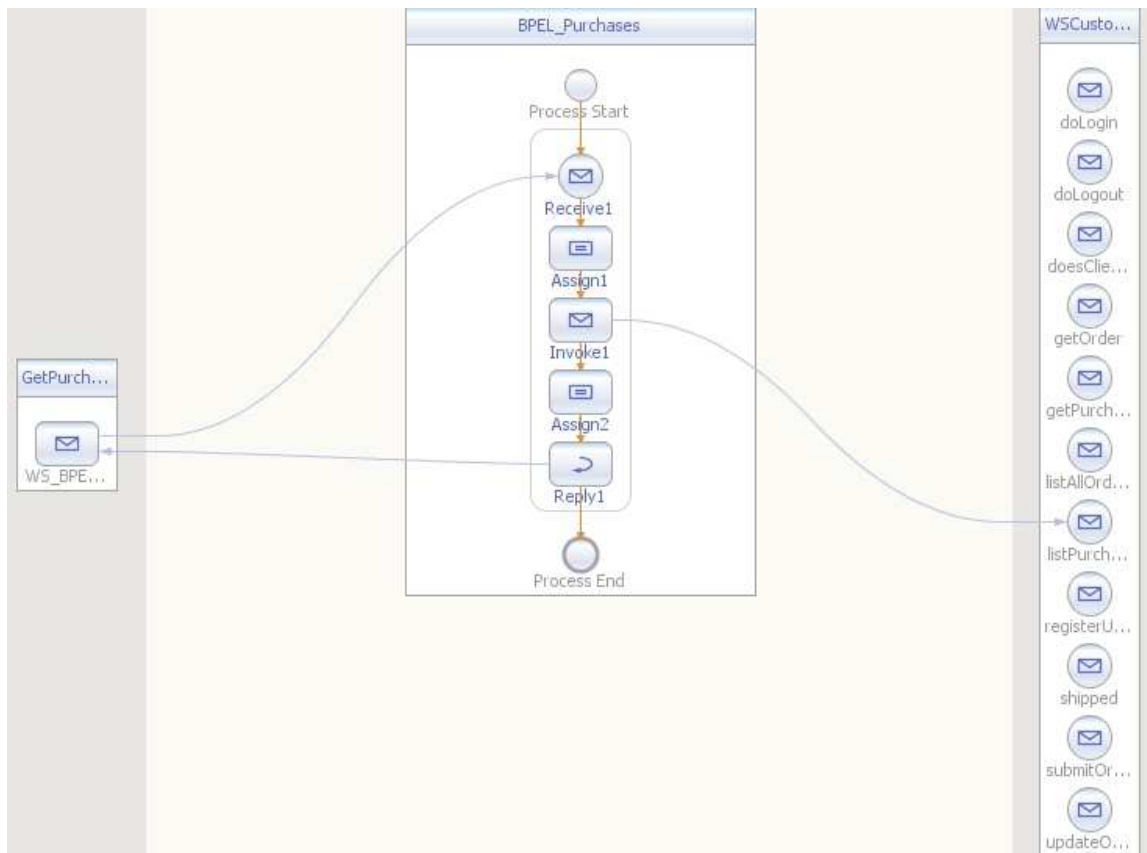 BPEL_Purchases
Process Start
Receive1
Assign1
Invoke1
Assign2
Reply1
Process End
GetPurch...
WS_BPE...
WSCusto...
doLogin
doLogout
doesClie...
getOrder
getPurch...
listAllOrd...
listPurch...
registerU...
shipped
submitOr...
updateO...